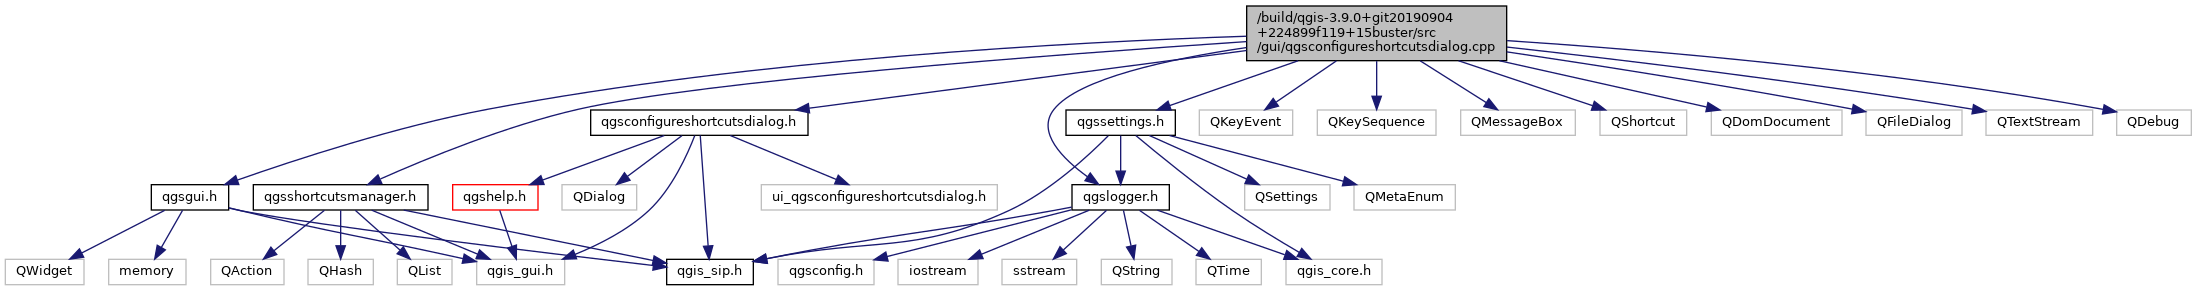 /build/qgis-3.9.0+git20190904
+224899f119+15buster/src
/gui/qgsconfigureshortcutsdialog.cpp
qgsconfigureshortcutsdialog.h
qgssettings.h
QKeyEvent
QKeySequence
QMessageBox
QShortcut
QDomDocument
QFileDialog
QTextStream
QDebug
qgsgui.h
qgsshortcutsmanager.h
qgshelp.h
QDialog
ui_qgsconfigureshortcutsdialog.h
qgslogger.h
QSettings
QMetaEnum
QWidget
memory
QAction
QHash
QList
qgis_gui.h
qgis_sip.h
qgsconfig.h
iostream
sstream
QString
QTime
qgis_core.h